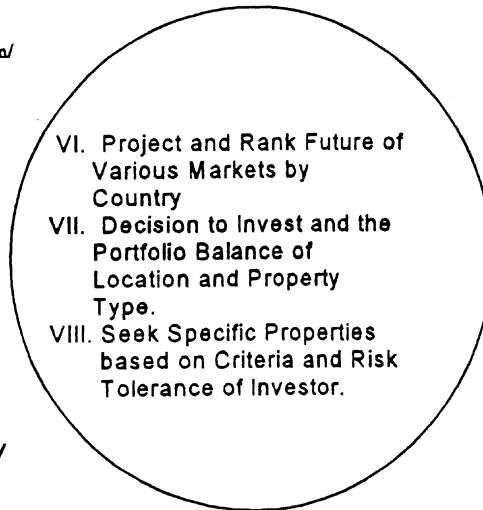 VI. Project and Rank Future of
Various Markets by
Country
VII. Decision to Invest and the
Portfolio Balance of
Location and Property
Type.
VIII. Seek Specific Properties
based on Criteria and Risk
Tolerance of Investor.